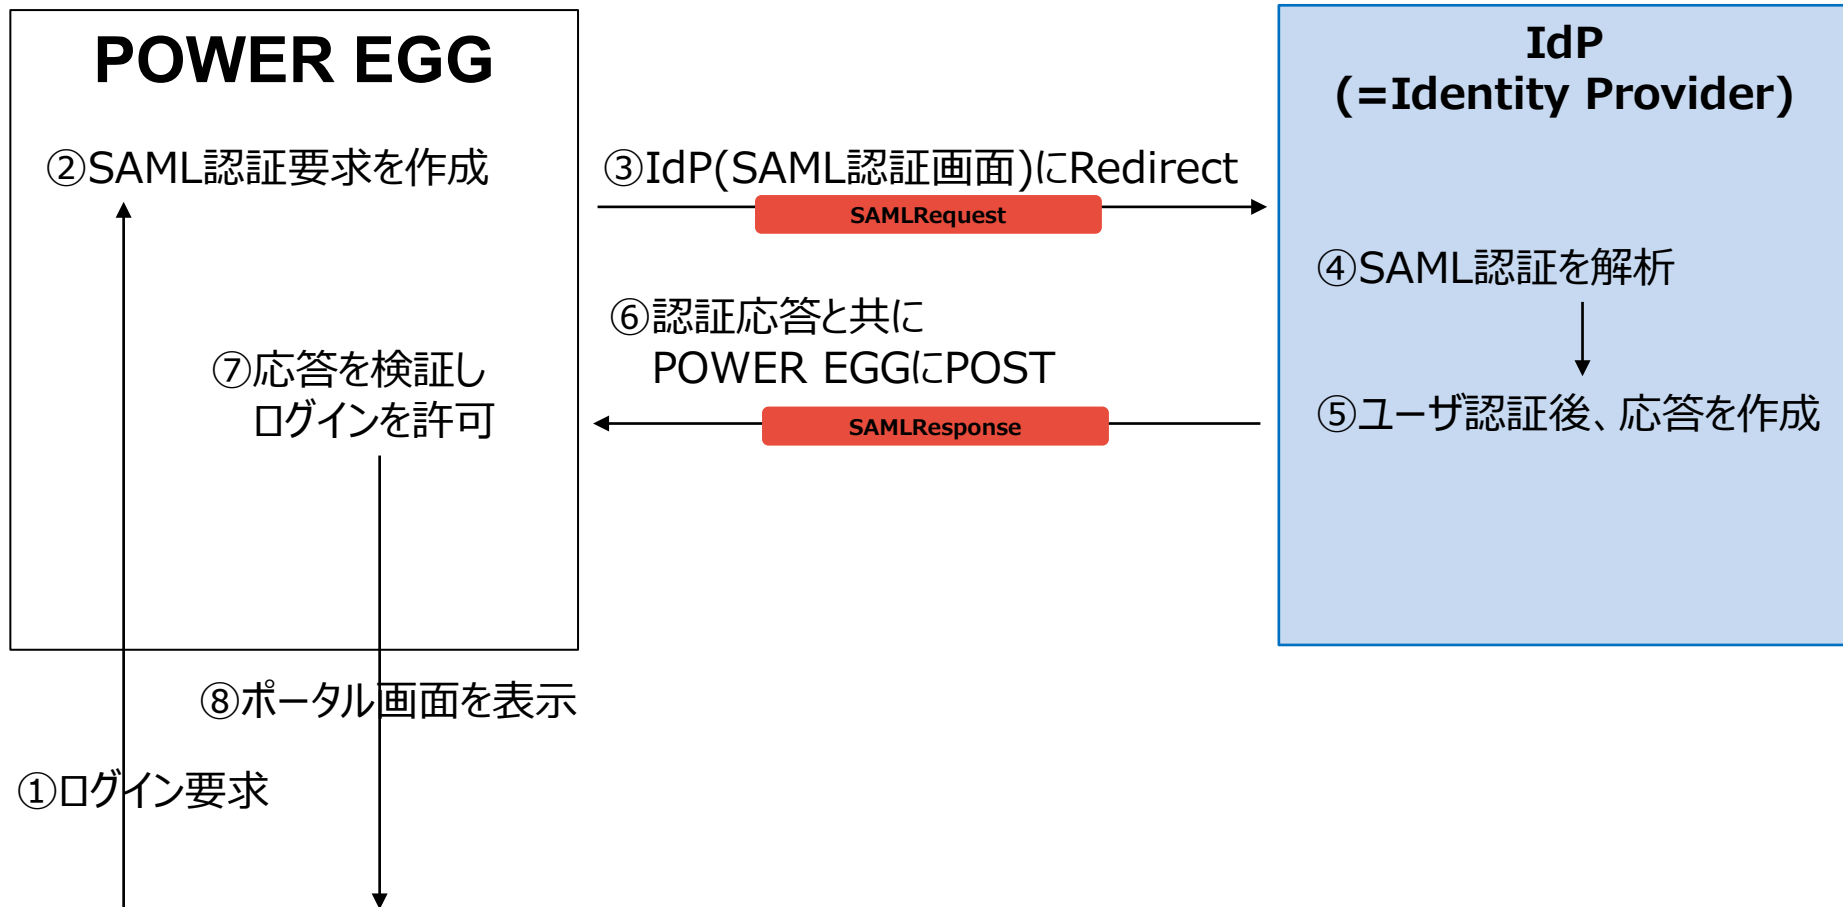 POWER EGG
IdP
(=Identity Provider)
②SAML認証要求を作成
③IdP(SAML認証画面)にRedirect
SAMLRequest
④SAML認証を解析
⑥認証応答と共に
POWER EGGにPOST
⑦応答を検証し
ログインを許可
SAMLResponse
⑤ユーザ認証後、応答を作成
⑧ポータル画面を表示
①ログイン要求